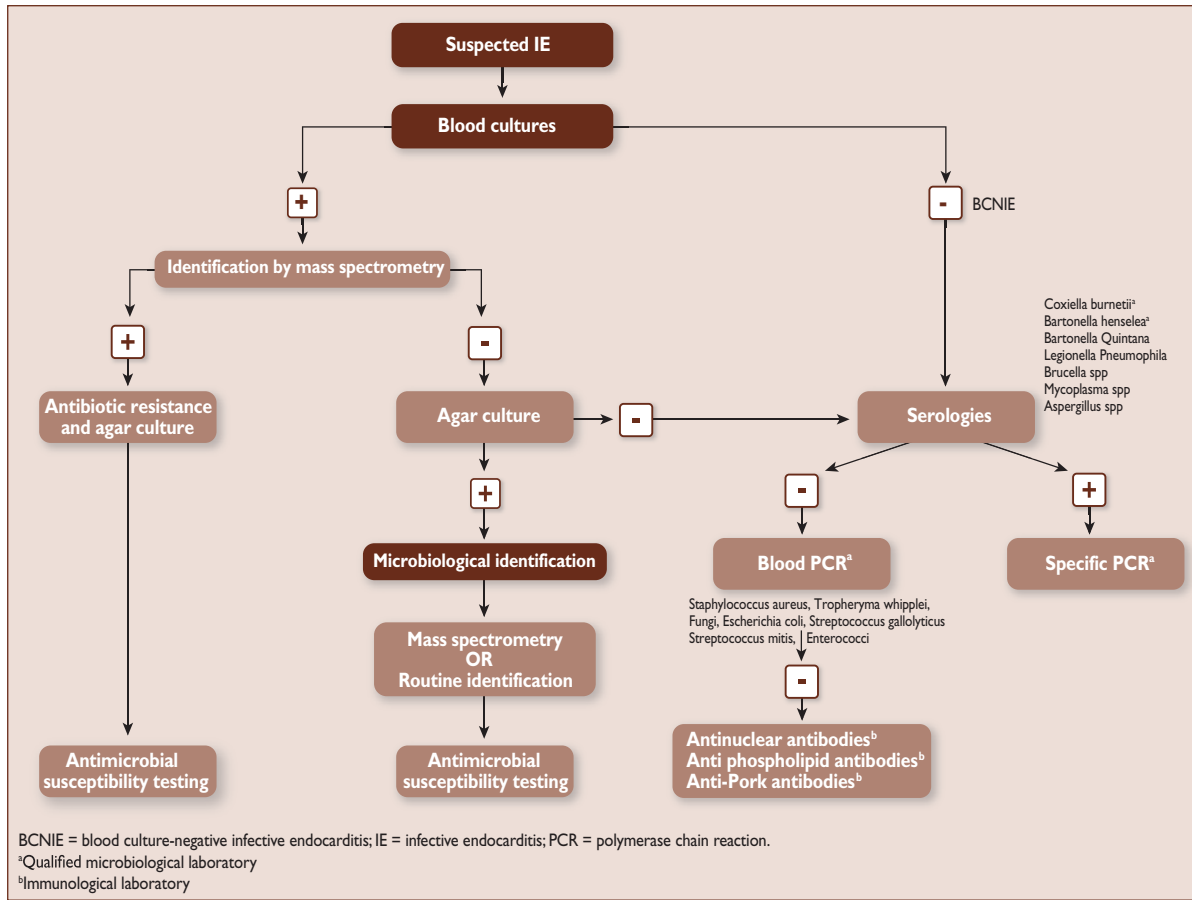 Suspected IE
Blood cultures
+
-
BCNIE
Identification by mass spectrometry
+
-
Coxiella burnetiiᵃ
Bartonella henseleaᵃ
Bartonella Quintana
Legionella Pneumophila
Brucella spp
Mycoplasma spp
Aspergillus spp
Antibiotic resistance
and agar culture
Agar culture
-
Serologies
+
-
+
Microbiological identification
Blood PCRᵃ
Specific PCRᵃ
Staphylococcus aureus, Tropheryma whipplei,
Fungi, Escherichia coli, Streptococcus gallolyticus
Streptococcus mitis, Enterococci
Mass spectrometry
OR
Routine identification
-
Antinuclear antibodiesᵇ
Anti phospholipid antibodiesᵇ
Anti-Pork antibodiesᵇ
Antimicrobial
susceptibility testing
Antimicrobial
susceptibility testing
BCNIE = blood culture-negative infective endocarditis; IE = infective endocarditis; PCR = polymerase chain reaction.
ᵃQualified microbiological laboratory
ᵇImmunological laboratory